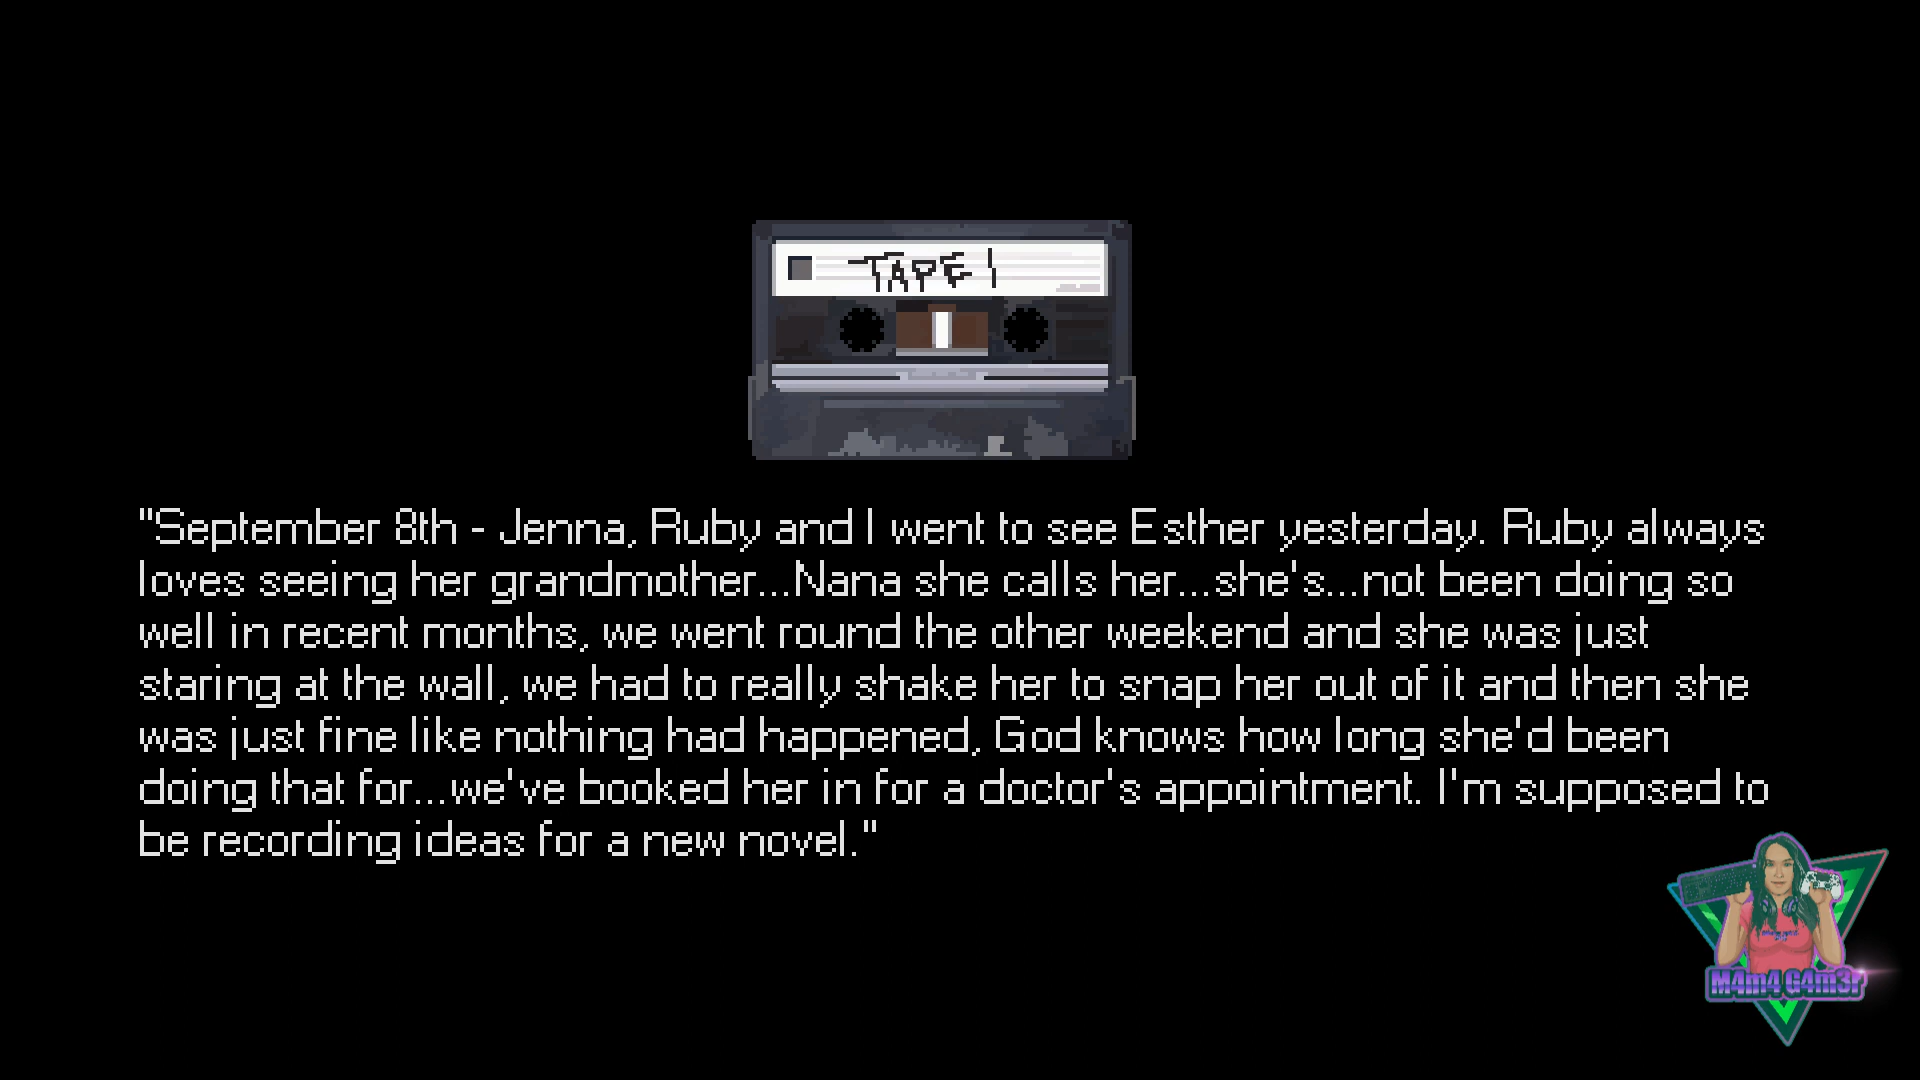 TAPE 1
"September 8th - Jenna, Ruby and I went to see Esther yesterday. Ruby always
loves seeing her grandmother...Nana she calls her...she's...not been doing so
well in recent months, we went round the other weekend and she was just
staring at the wall, we had to really shake her to snap her out of it and then she
was just fine like nothing had happened, God knows how long she'd been
doing that for...we've booked her in for a doctor's appointment. I'm supposed to
be recording ideas for a new novel."
M4m4 G4m3r